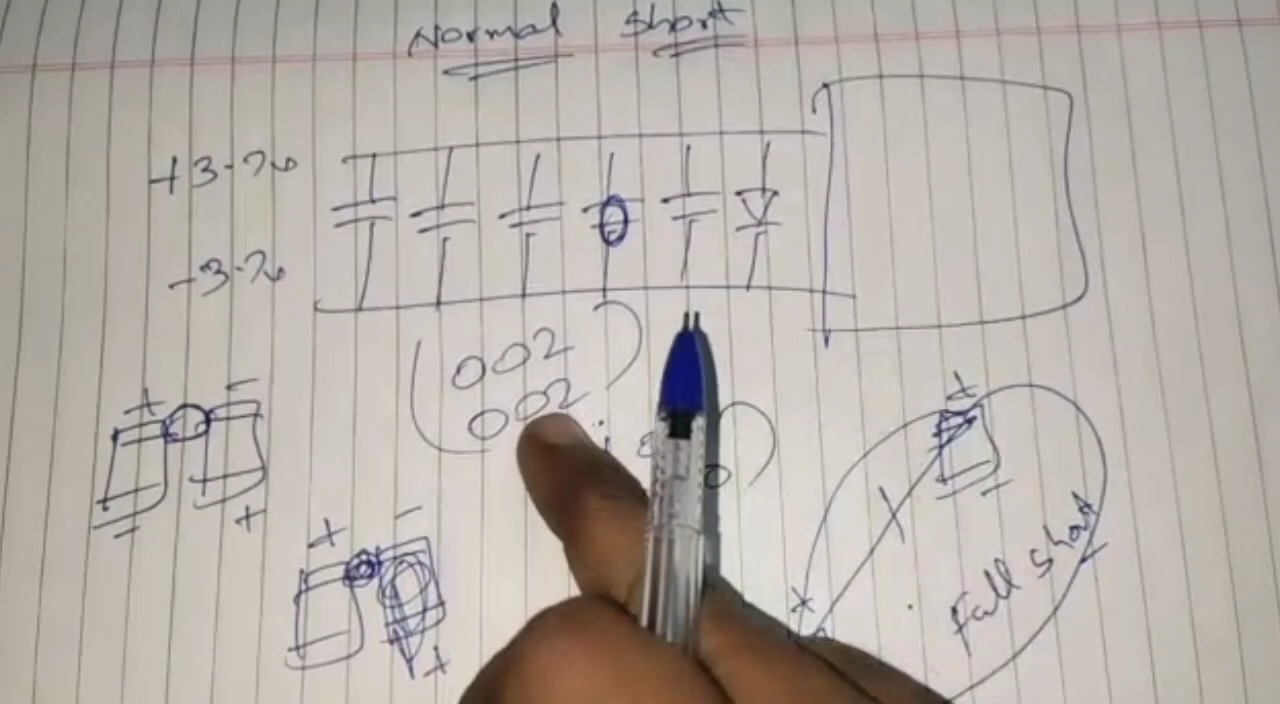 Normal Short
+3.7v
-3.7v
002
002
+ -
+
- +
+ -
+
-
Full Short